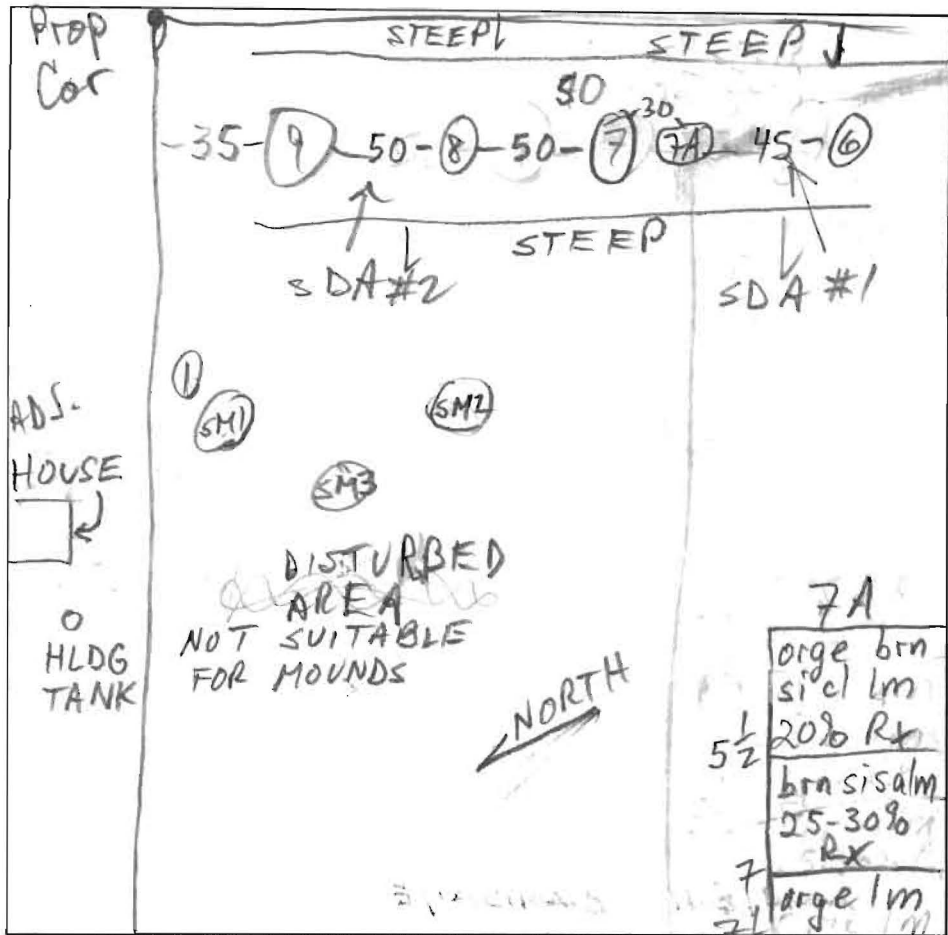 Prop
Cor
STEEP
STEEP
50
-35-9-50-8-50-7-30-7A-45-6
STEEP
SDA #2
SDA #1
1
SM1
SM2
SM3
ADJ.
HOUSE
DISTURBED
AREA
NOT SUITABLE
FOR MOUNDS
HLDG
TANK
NORTH
7A
orge brn
si cl lm
20% Rx
5 1/2
brn sisalm
25-30%
Rx
7
orge lm